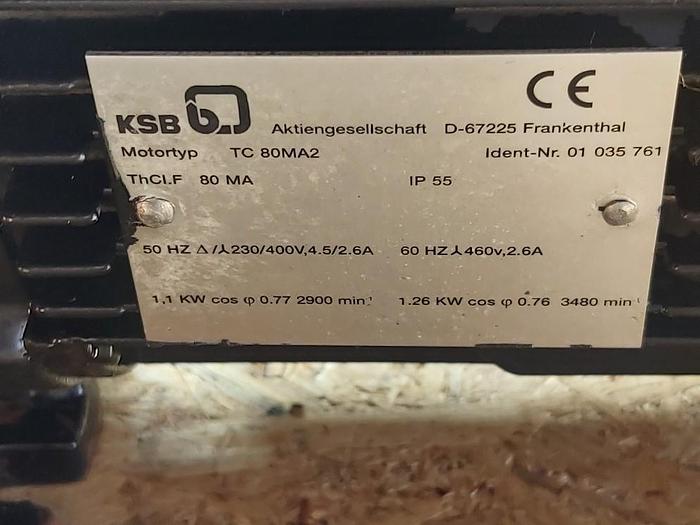 CE
KSB b Aktiengesellschaft D-67225 Frankenthal
Motortyp TC 80MA2 Ident-Nr. 01 035 761
ThCl.F 80 MA IP 55
50 HZ Δ/⅄230/400V,4.5/2.6A 60 HZ⅄460v,2.6A
1,1 KW cos φ 0.77 2900 min⁻¹ 1.26 KW cos φ 0.76 3480 min⁻¹